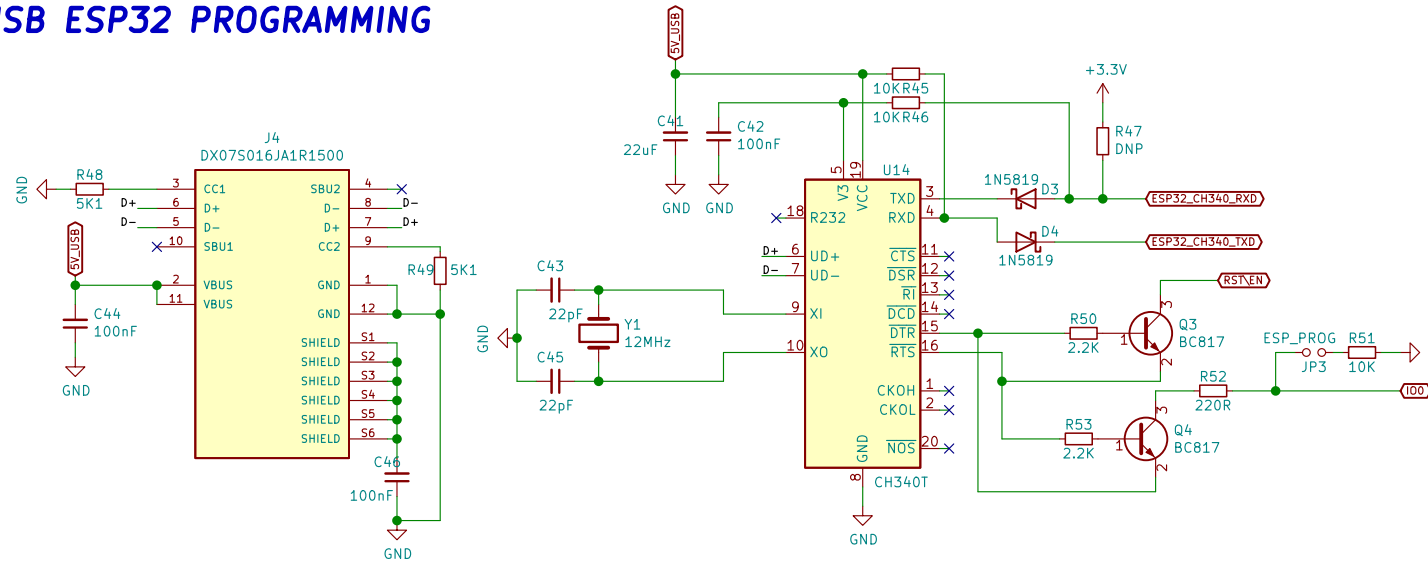 USB ESP32 PROGRAMMING
5V_USB
+3.3V
10KR45
10KR46
C41
22uF
C42
100nF
R47
DNP
GND
GND
J4
DX07S016JA1R1500
GND
R48
5K1
3
CC1
SBU2
4
D+
6
D+
D-
8
D-
D-
5
D-
D+
7
D+
10
SBU1
CC2
9
5V_USB
R49
5K1
2
VBUS
GND
1
11
VBUS
GND
12
C44
100nF
GND
SHIELD
S1
SHIELD
S2
SHIELD
S3
SHIELD
S4
SHIELD
S5
SHIELD
S6
C46
100nF
GND
C43
22pF
GND
Y1
12MHz
C45
22pF
U14
5
19
V3
VCC
TXD
3
18
R232
RXD
4
D+
6
UD+
CTS
11
D-
7
UD-
DSR
12
RI
13
9
XI
DCD
14
DTR
15
10
XO
RTS
16
CKOH
1
CKOL
2
NOS
20
GND
8
CH340T
GND
1N5819
D3
ESP32_CH340_RXD
D4
1N5819
ESP32_CH340_TXD
RST\EN
R50
2.2K
1
3
2
Q3
BC817
ESP_PROG
JP3
R51
10K
R52
220R
IO0
R53
2.2K
1
3
2
Q4
BC817